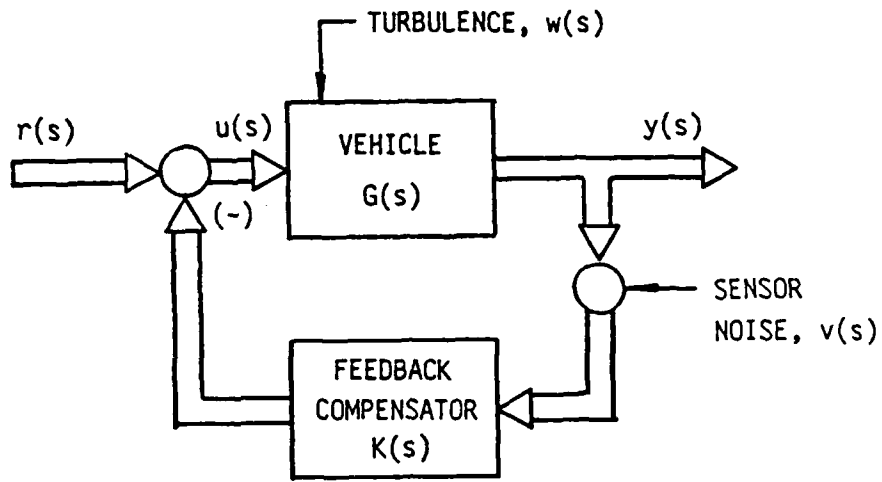 TURBULENCE, w(s)
r(s)
u(s)
VEHICLE
G(s)
y(s)
(-)
SENSOR
NOISE, v(s)
FEEDBACK
COMPENSATOR
K(s)